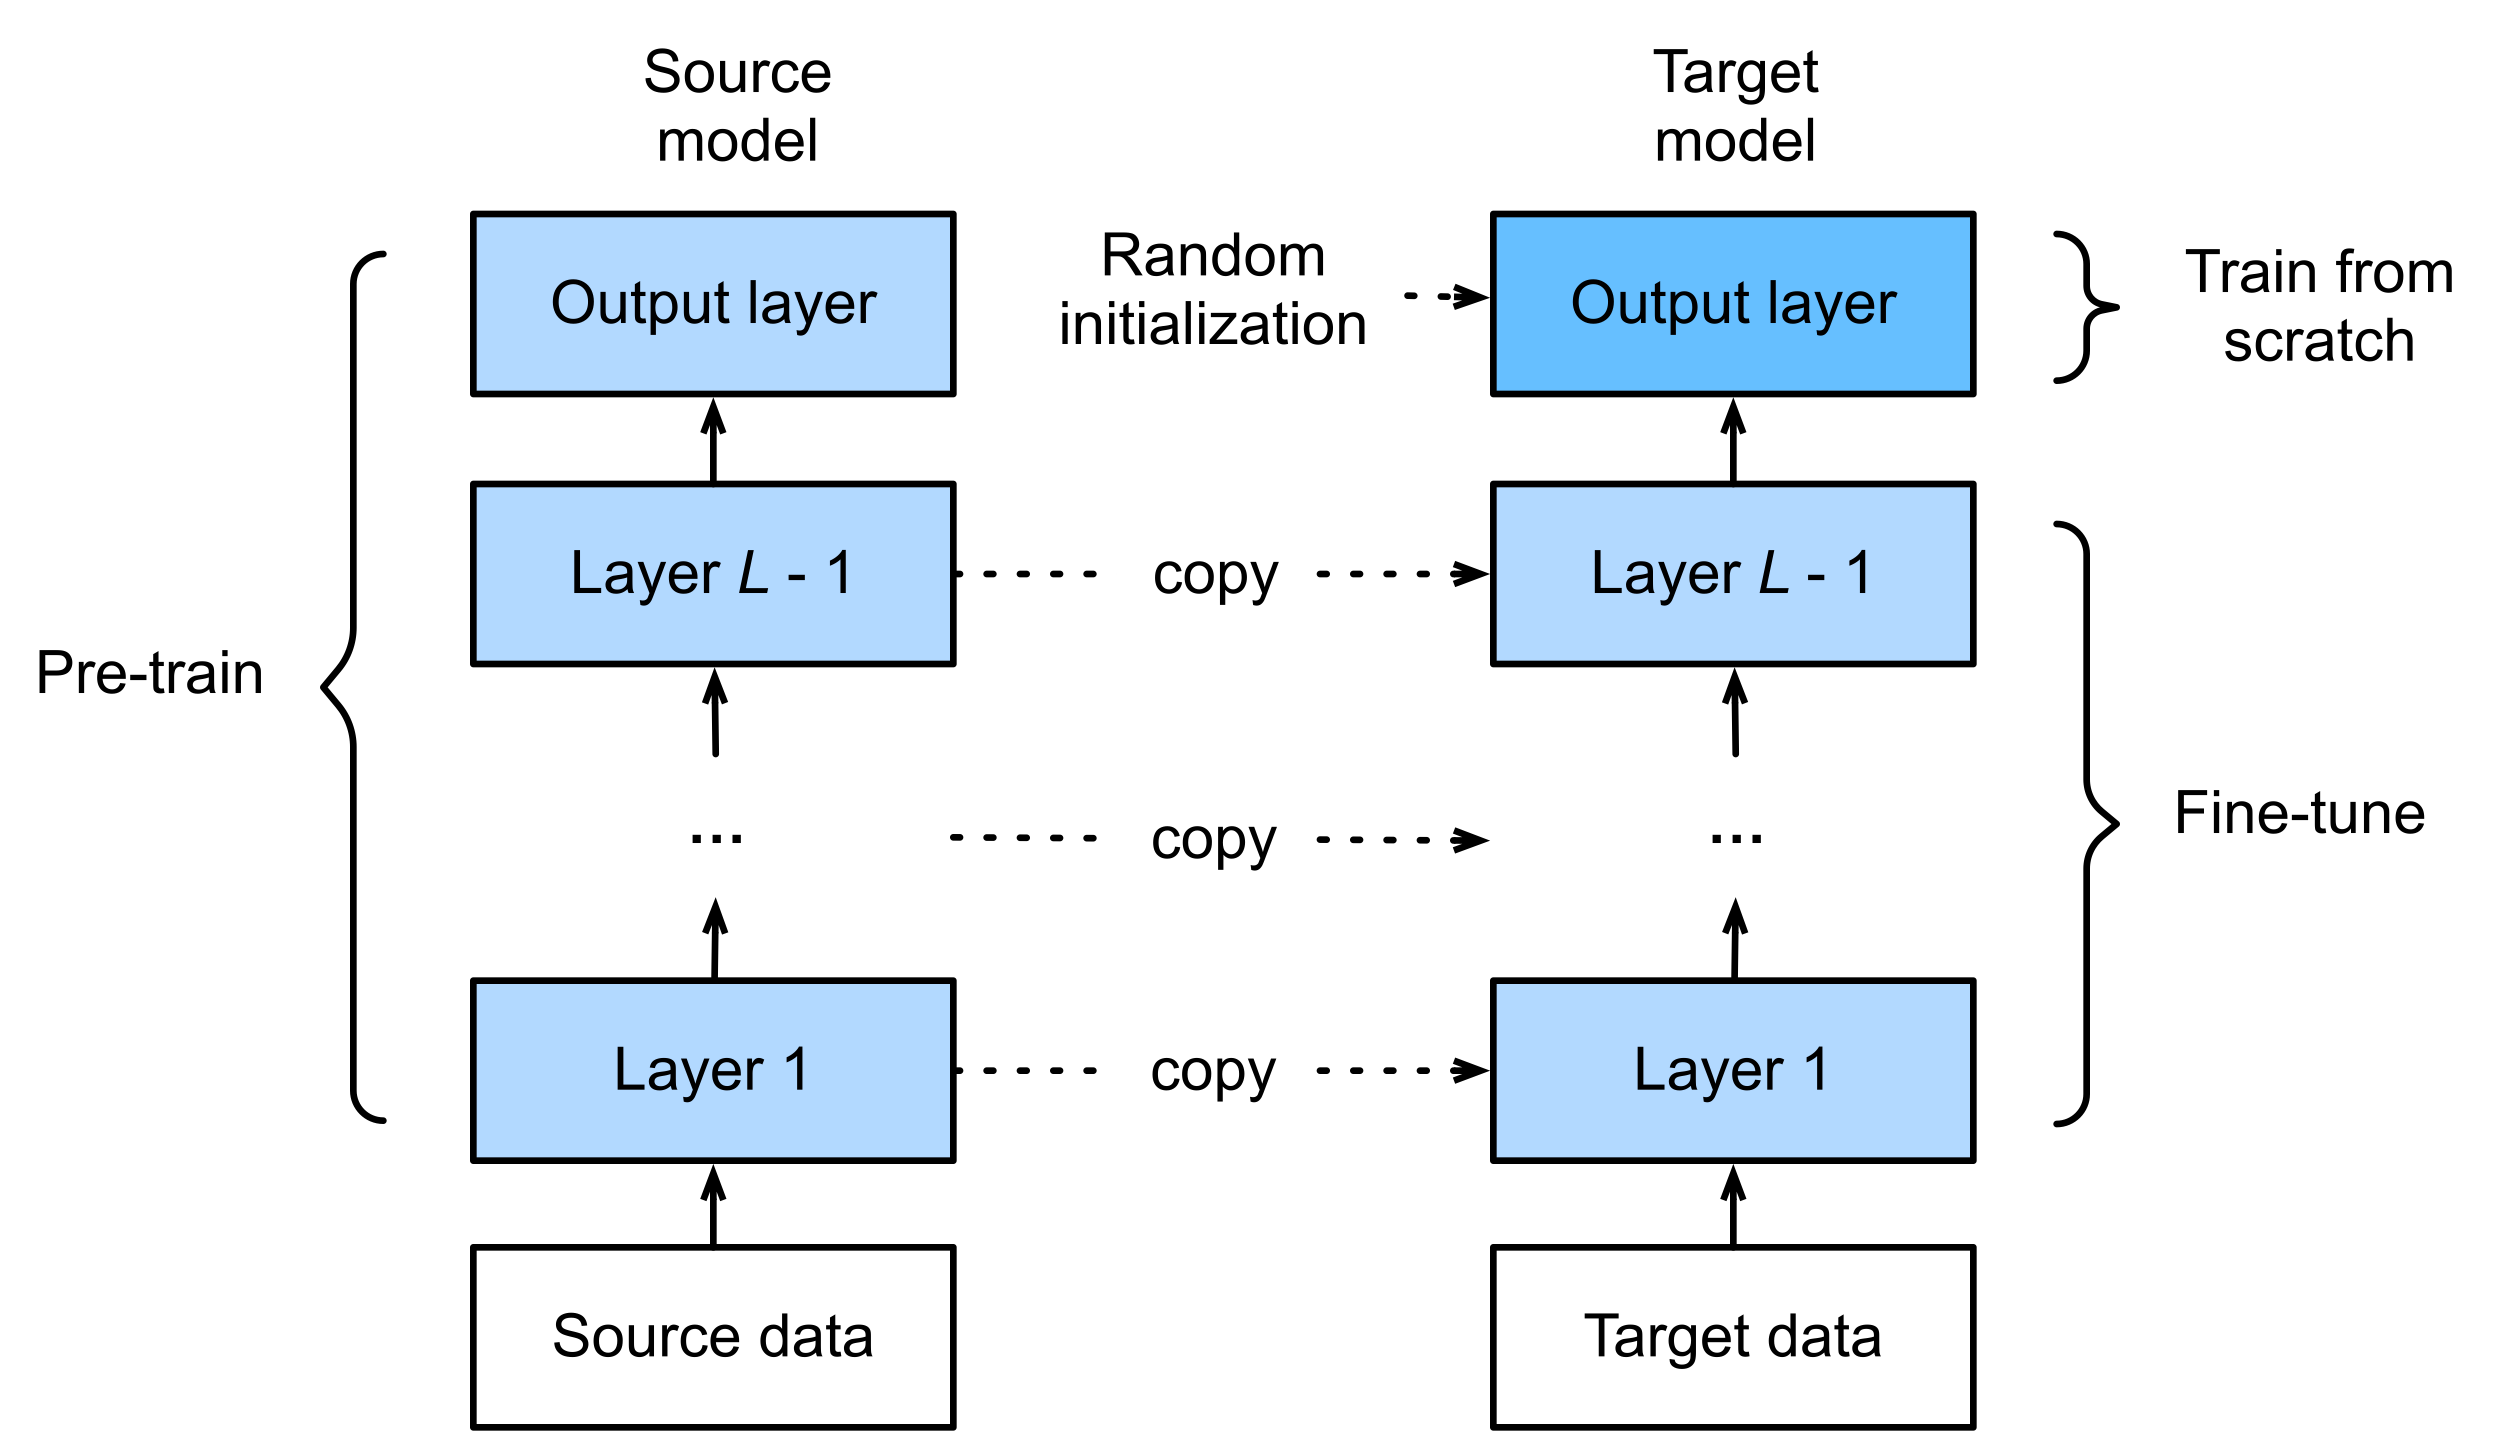 Source
model
Target
model
Random
initialization
Output layer
Output layer
Train from
scratch
Layer L - 1
copy
Layer L - 1
Pre-train
...
copy
...
Fine-tune
Layer 1
copy
Layer 1
Source data
Target data